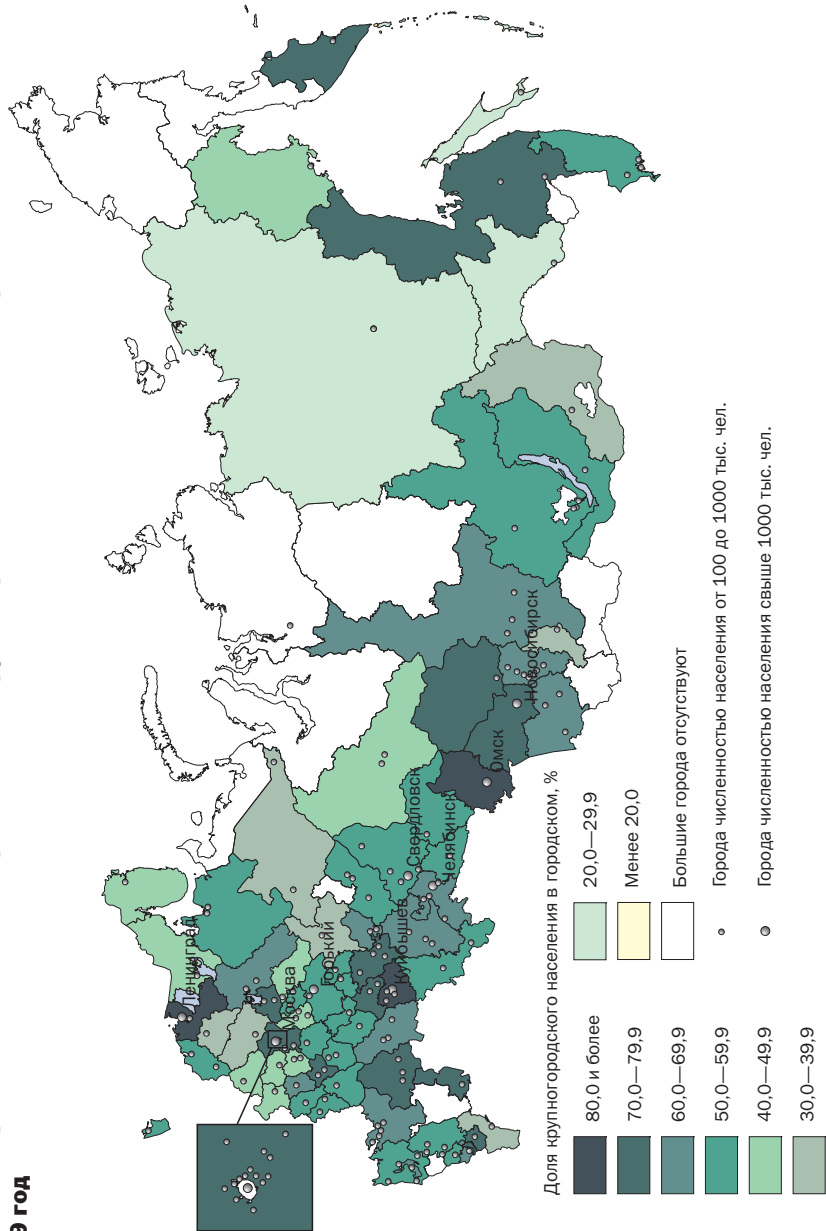 9 год
Ленинград
Москва
Горький
Куйбышев
Свердловск
Челябинск
Омск
Новосибирск
Доля крупногородского населения в городском, %
80,0—и более
70,0—79,9
60,0—69,9
50,0—59,9
40,0—49,9
30,0—39,9
20,0—29,9
Менее 20,0
Большие города отсутствуют
Города численностью населения от 100 до 1000 тыс. чел.
Города численностью населения свыше 1000 тыс. чел.